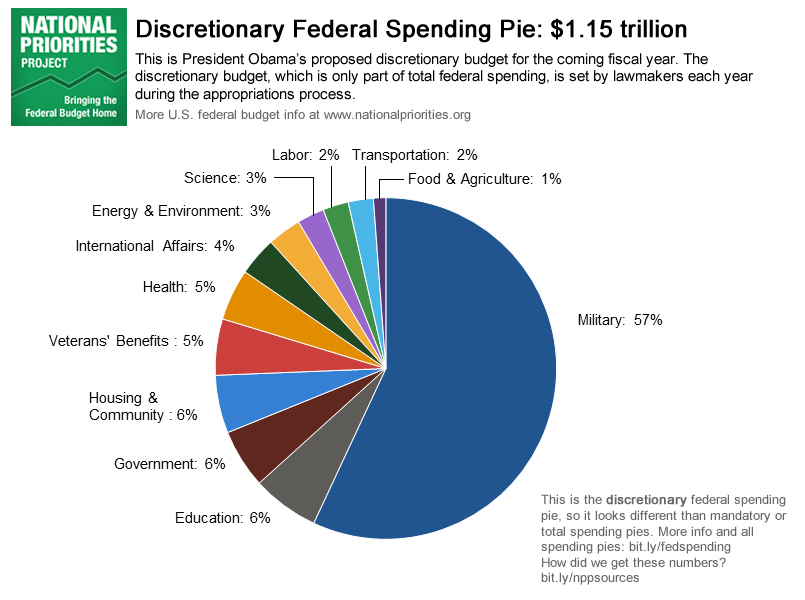 NATIONAL
PRIORITIES
PROJECT
Bringing the
Federal Budget Home
Discretionary Federal Spending Pie: $1.15 trillion
This is President Obama's proposed discretionary budget for the coming fiscal year. The
discretionary budget, which is only part of total federal spending, is set by lawmakers each year
during the appropriations process.
More U.S. federal budget info at www.nationalpriorities.org
Labor: 2%
Transportation: 2%
Science: 3%
Food & Agriculture: 1%
Energy & Environment: 3%
International Affairs: 4%
Health: 5%
Military: 57%
Veterans' Benefits : 5%
Housing &
Community : 6%
Government: 6%
Education: 6%
This is the discretionary federal spending
pie, so it looks different than mandatory or
total spending pies. More info and all
spending pies: bit.ly/fedspending
How did we get these numbers?
bit.ly/nppsources